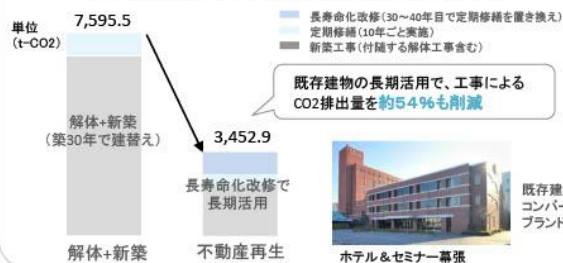 単位
(t-CO2)
7,595.5
長寿命化改修(30～40年目で定期修繕を置き換え)
定期修繕(10年ごと実施)
新築工事(付随する解体工事含む)
既存建物の長期活用で、工事による
CO2排出量を約54%も削減
解体+新築
(築30年で建替え)
3,452.9
長寿命化改修で
長期活用
解体+新築
不動産再生
既存建
コンバー
ブランド
ホテル＆セミナー幕張